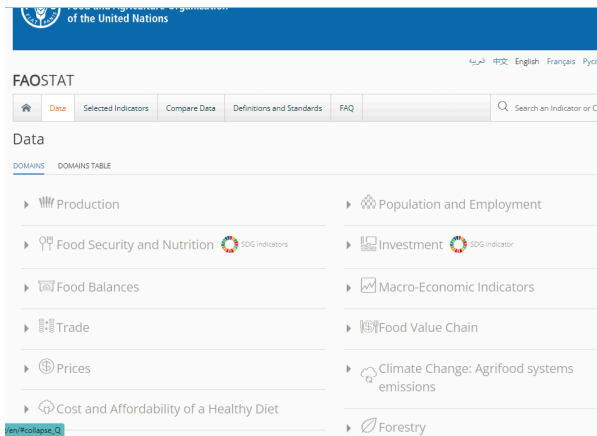 Food and Agriculture Organization
of the United Nations
العربية 中文 English Français
FAOSTAT
Data Selected Indicators Compare Data Definitions and Standards FAQ Search an Indicator or
Data
DOMAINS DOMAINS TABLE
Production
Food Security and Nutrition SDG indicators
Food Balances
Trade
Prices
Cost and Affordability of a Healthy Diet
Population and Employment
Investment SDG indicator
Macro-Economic Indicators
Food Value Chain
Climate Change: Agrifood systems
emissions
Forestry
/en/#collapse_Q